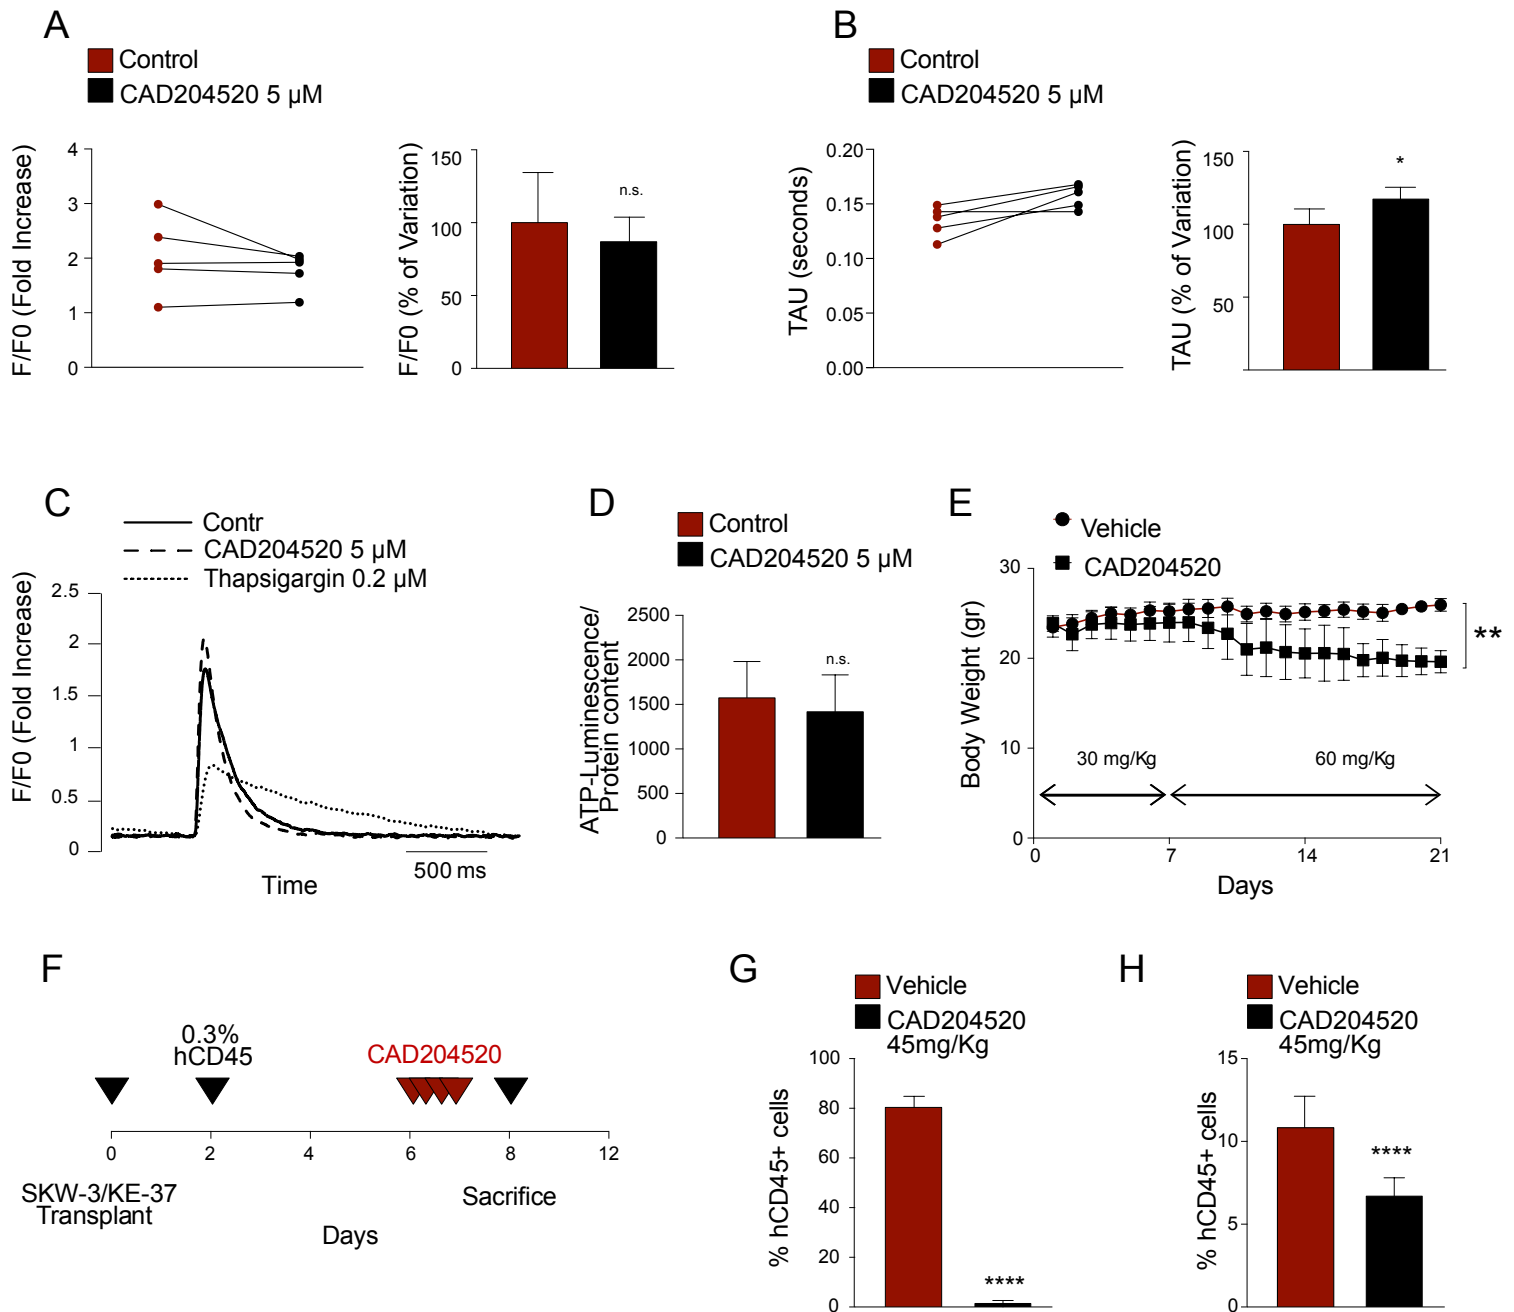 A
Control
CAD204520 5 µM
F/F0 (Fold Increase)
4
3
2
1
0
F/F0 (% of Variation)
150
100
50
0
n.s.
B
Control
CAD204520 5 µM
TAU (seconds)
0.20
0.15
0.10
0.05
0.00
TAU (% of Variation)
150
100
50
*
C
Contr
CAD204520 5 µM
Thapsigargin 0.2 µM
F/F0 (Fold Increase)
2.5
2
1.5
1
0.5
0
500 ms
Time
D
Control
CAD204520 5 µM
ATP-Luminescence/
Protein content
2500
2000
1500
1000
500
0
n.s.
E
Vehicle
CAD204520
Body Weight (gr)
30
20
10
0
**
30 mg/Kg
60 mg/Kg
0
7
14
21
Days
F
0.3%
hCD45
CAD204520
0
2
4
6
8
12
SKW-3/KE-37
Transplant
Sacrifice
Days
G
Vehicle
CAD204520
45mg/Kg
% hCD45+ cells
100
80
60
40
20
0
****
H
Vehicle
CAD204520
45mg/Kg
% hCD45+ cells
15
10
5
0
****